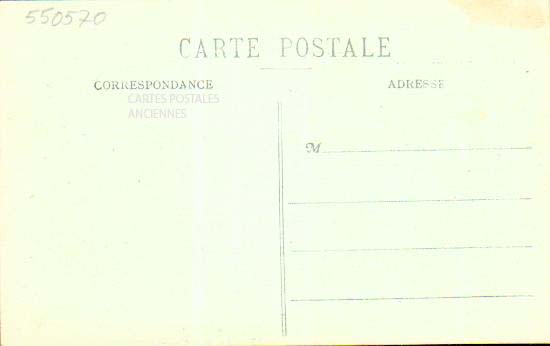 550570
CARTE POSTALE
CORRESPONDANCE
ADRESSE
CARTES POSTALES
ANCIENNES
M